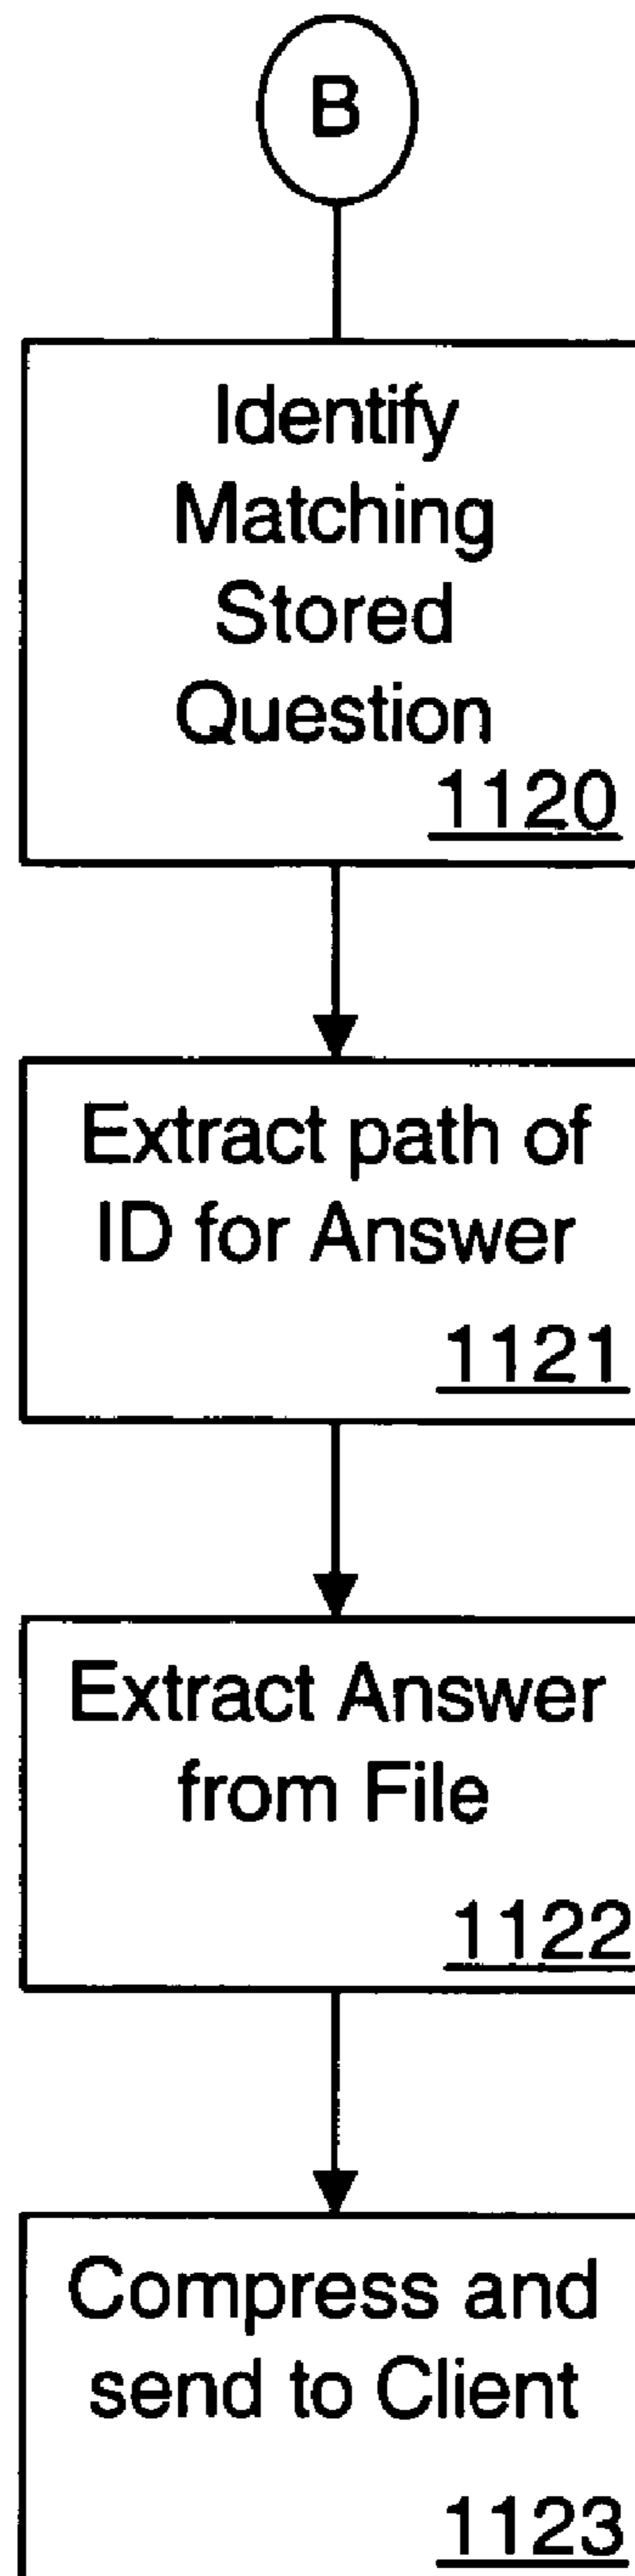 B
Identify
Matching
Stored
Question
1120
Extract path of
ID for Answer
1121
Extract Answer
from File
1122
Compress and
send to Client
1123